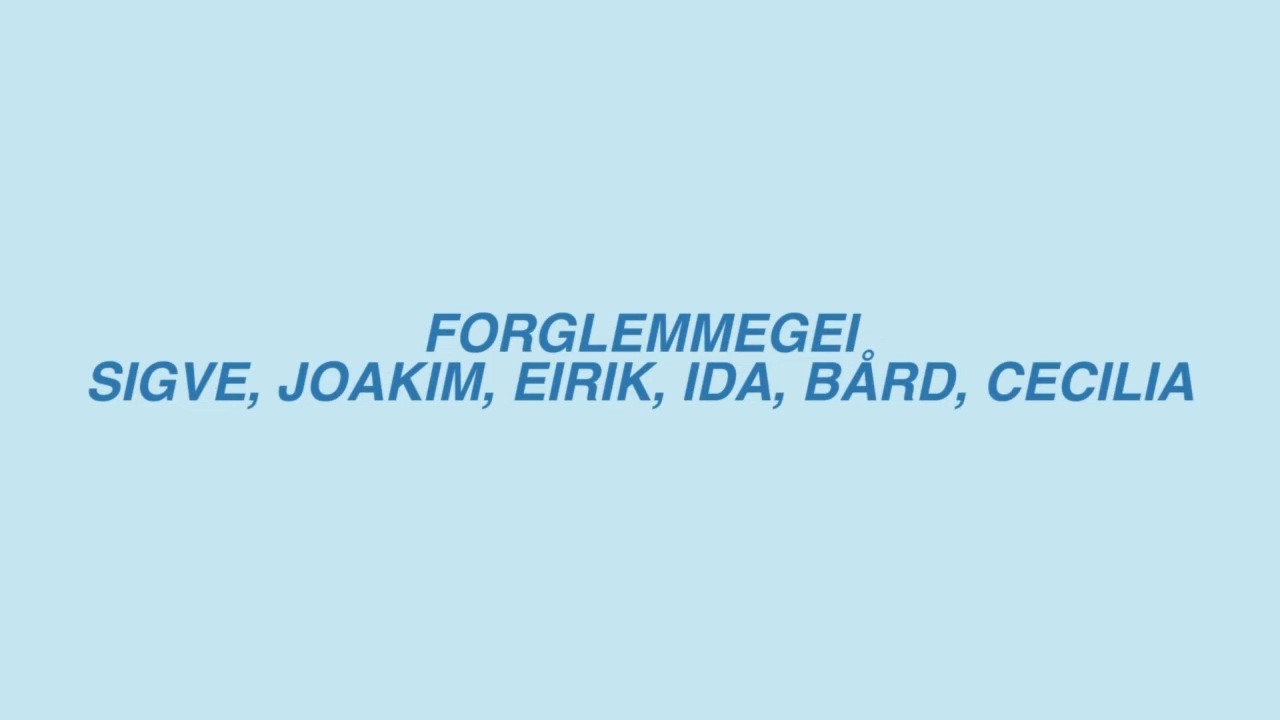 FORGLEMMEGEI
SIGVE, JOAKIM, EIRIK, IDA, BÅRD, CECILIA